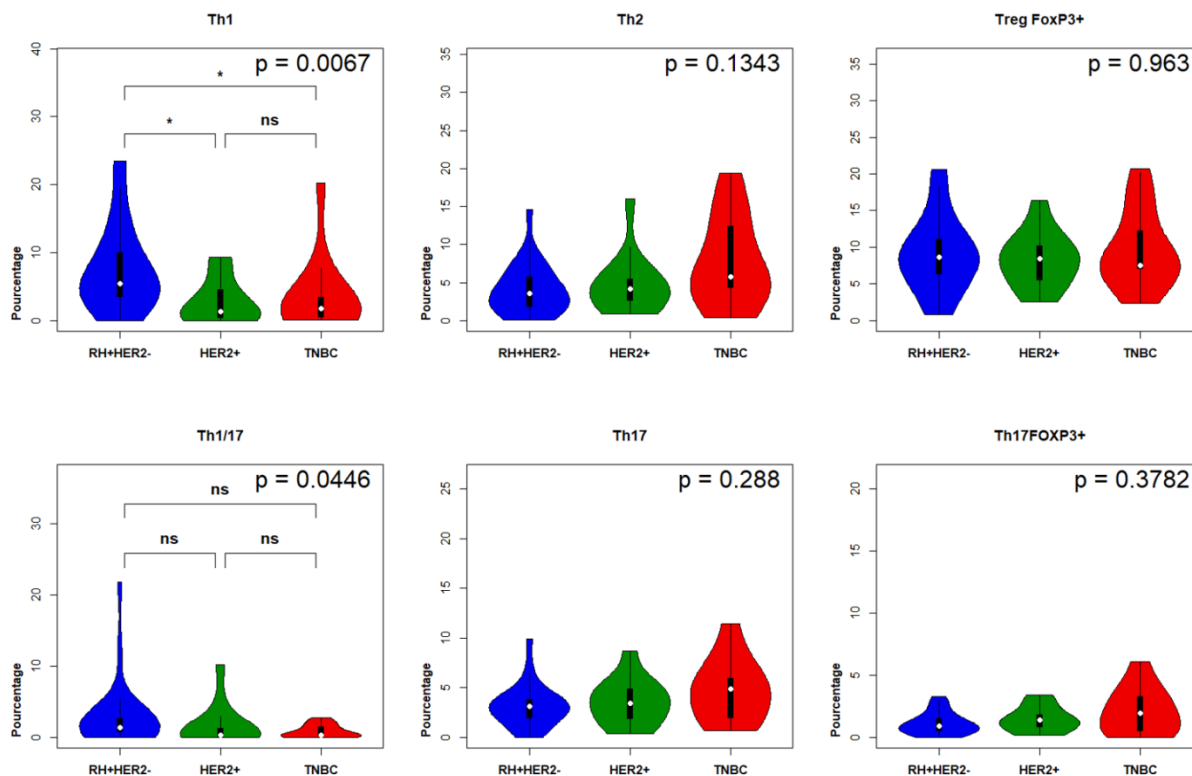 Th1
p = 0.0067
*
* ns
Pourcentage
0 10 20 30 40
RH+HER2- HER2+ TNBC
Th2
p = 0.1343
Pourcentage
0 5 10 15 20 25 30 35
RH+HER2- HER2+ TNBC
Treg FoxP3+
p = 0.963
Pourcentage
0 5 10 15 20 25 30 35
RH+HER2- HER2+ TNBC
Th1/17
p = 0.0446
ns
ns ns
Pourcentage
0 10 20 30
RH+HER2- HER2+ TNBC
Th17
p = 0.288
Pourcentage
0 5 10 15 20 25
RH+HER2- HER2+ TNBC
Th17FOXP3+
p = 0.3782
Pourcentage
0 5 10 15 20
RH+HER2- HER2+ TNBC